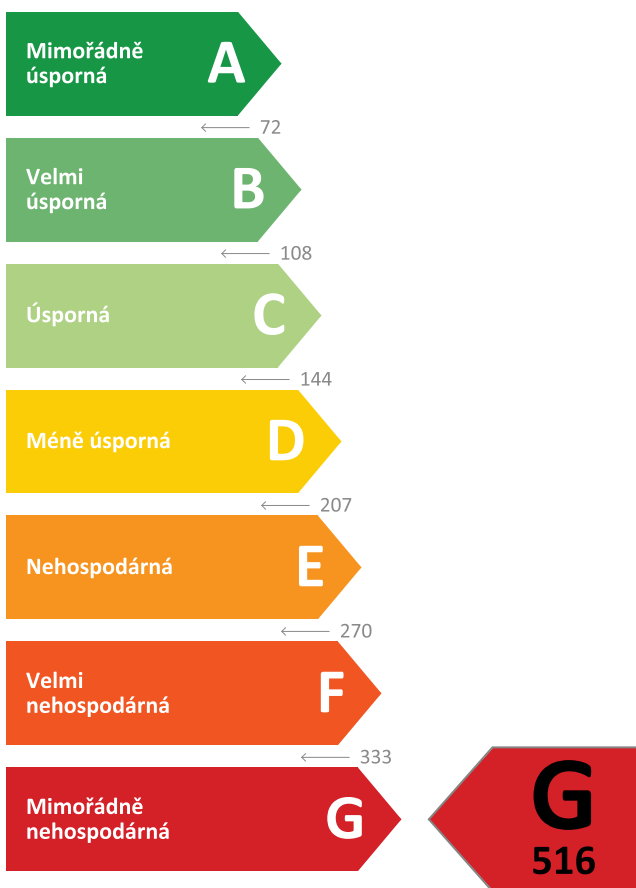 Mimořádně
úsporná
A
72
Velmi
úsporná
B
108
Úsporná
C
144
Méně úsporná
D
207
Nehospodárná
E
270
Velmi
nehospodárná
F
333
Mimořádně
nehospodárná
G
G
516